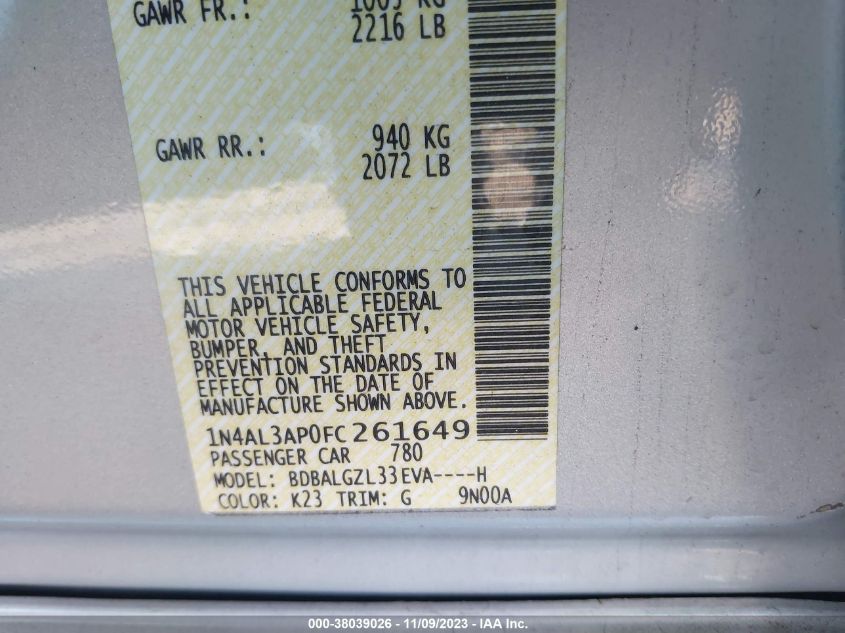 GAWR FR.: 1005 KG
2216 LB
GAWR RR.: 940 KG
2072 LB
THIS VEHICLE CONFORMS TO
ALL APPLICABLE FEDERAL
MOTOR VEHICLE SAFETY,
BUMPER, AND THEFT
PREVENTION STANDARDS IN
EFFECT ON THE DATE OF
MANUFACTURE SHOWN ABOVE.
1N4AL3AP0FC261649
PASSENGER CAR 780
MODEL: BDBALGZL33EVA----H
COLOR: K23 TRIM: G 9N00A
000-38039026 - 11/09/2023 - IAA Inc.